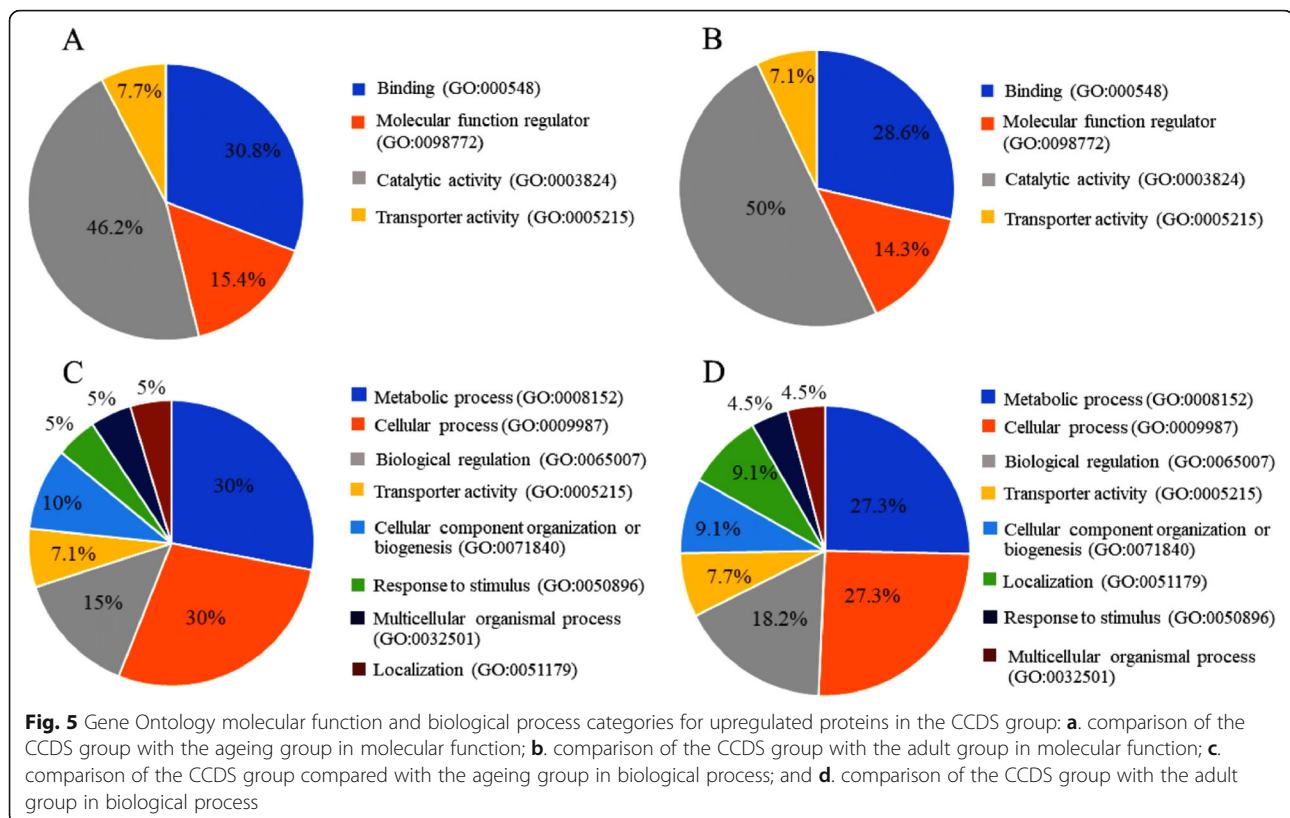 A
7.7%
30.8%
46.2%
15.4%
Binding (GO:000548)
Molecular function regulator
(GO:0098772)
Catalytic activity (GO:0003824)
Transporter activity (GO:0005215)
B
7.1%
28.6%
50%
14.3%
Binding (GO:000548)
Molecular function regulator
(GO:0098772)
Catalytic activity (GO:0003824)
Transporter activity (GO:0005215)
C
5%
5%
5%
10%
30%
7.1%
15%
30%
Metabolic process (GO:0008152)
Cellular process (GO:0009987)
Biological regulation (GO:0065007)
Transporter activity (GO:0005215)
Cellular component organization or
biogenesis (GO:0071840)
Response to stimulus (GO:0050896)
Multicellular organismal process
(GO:0032501)
Localization (GO:0051179)
D
4.5%
4.5%
9.1%
27.3%
9.1%
7.7%
18.2%
27.3%
Metabolic process (GO:0008152)
Cellular process (GO:0009987)
Biological regulation (GO:0065007)
Transporter activity (GO:0005215)
Cellular component organization or
biogenesis (GO:0071840)
Localization (GO:0051179)
Response to stimulus (GO:0050896)
Multicellular organismal process
(GO:0032501)
Fig. 5 Gene Ontology molecular function and biological process categories for upregulated proteins in the CCDS group: a. comparison of the
CCDS group with the ageing group in molecular function; b. comparison of the CCDS group with the adult group in molecular function; c.
comparison of the CCDS group compared with the ageing group in biological process; and d. comparison of the CCDS group with the adult
group in biological process